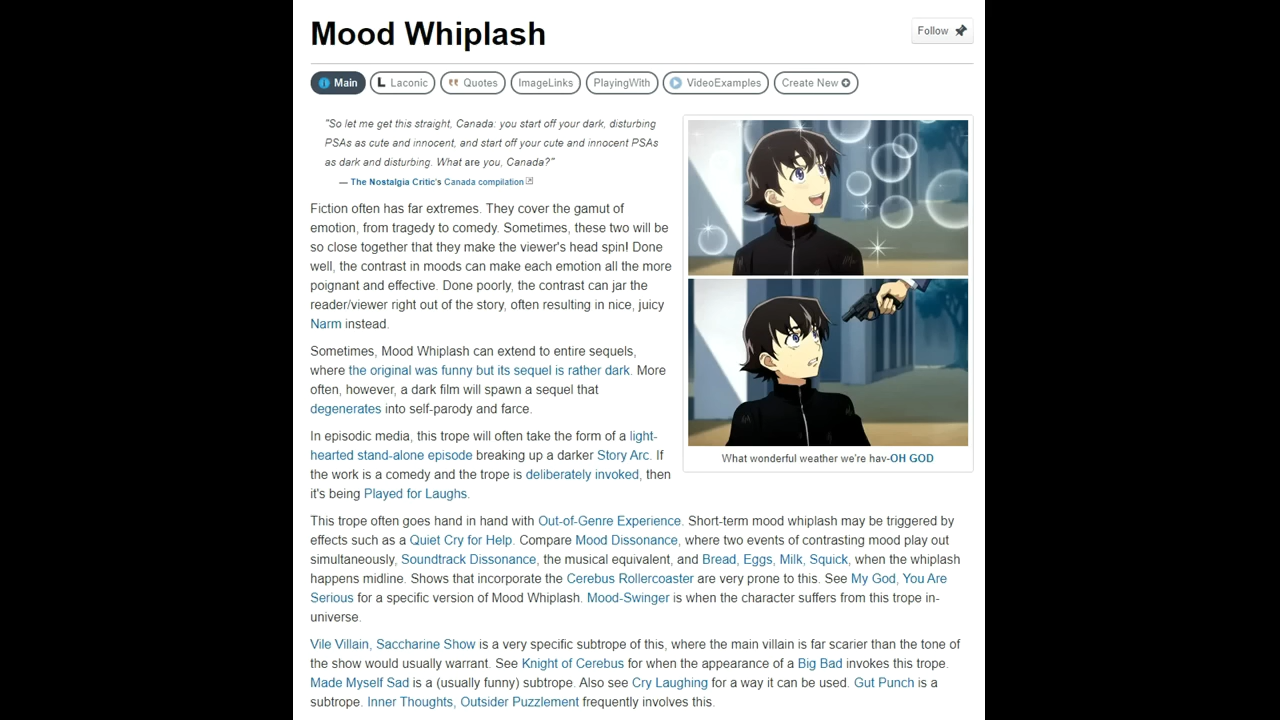 Mood Whiplash
Follow
Main
Laconic
Quotes
ImageLinks
PlayingWith
VideoExamples
Create New
"So let me get this straight, Canada: you start off your dark, disturbing
PSAs as cute and innocent, and start off your cute and innocent PSAs
as dark and disturbing. What are you, Canada?"
— The Nostalgia Critic's Canada compilation
Fiction often has far extremes. They cover the gamut of
emotion, from tragedy to comedy. Sometimes, these two will be
so close together that they make the viewer's head spin! Done
well, the contrast in moods can make each emotion all the more
poignant and effective. Done poorly, the contrast can jar the
reader/viewer right out of the story, often resulting in nice, juicy
Narm instead.
Sometimes, Mood Whiplash can extend to entire sequels,
where the original was funny but its sequel is rather dark. More
often, however, a dark film will spawn a sequel that
degenerates into self-parody and farce.
In episodic media, this trope will often take the form of a light-
hearted stand-alone episode breaking up a darker Story Arc. If
the work is a comedy and the trope is deliberately invoked, then
it's being Played for Laughs.
What wonderful weather we're hav-OH GOD
This trope often goes hand in hand with Out-of-Genre Experience. Short-term mood whiplash may be triggered by
effects such as a Quiet Cry for Help. Compare Mood Dissonance, where two events of contrasting mood play out
simultaneously, Soundtrack Dissonance, the musical equivalent, and Bread, Eggs, Milk, Squick, when the whiplash
happens midline. Shows that incorporate the Cerebus Rollercoaster are very prone to this. See My God, You Are
Serious for a specific version of Mood Whiplash. Mood-Swinger is when the character suffers from this trope in-
universe.
Vile Villain, Saccharine Show is a very specific subtrope of this, where the main villain is far scarier than the tone of
the show would usually warrant. See Knight of Cerebus for when the appearance of a Big Bad invokes this trope.
Made Myself Sad is a (usually funny) subtrope. Also see Cry Laughing for a way it can be used. Gut Punch is a
subtrope. Inner Thoughts, Outsider Puzzlement frequently involves this.